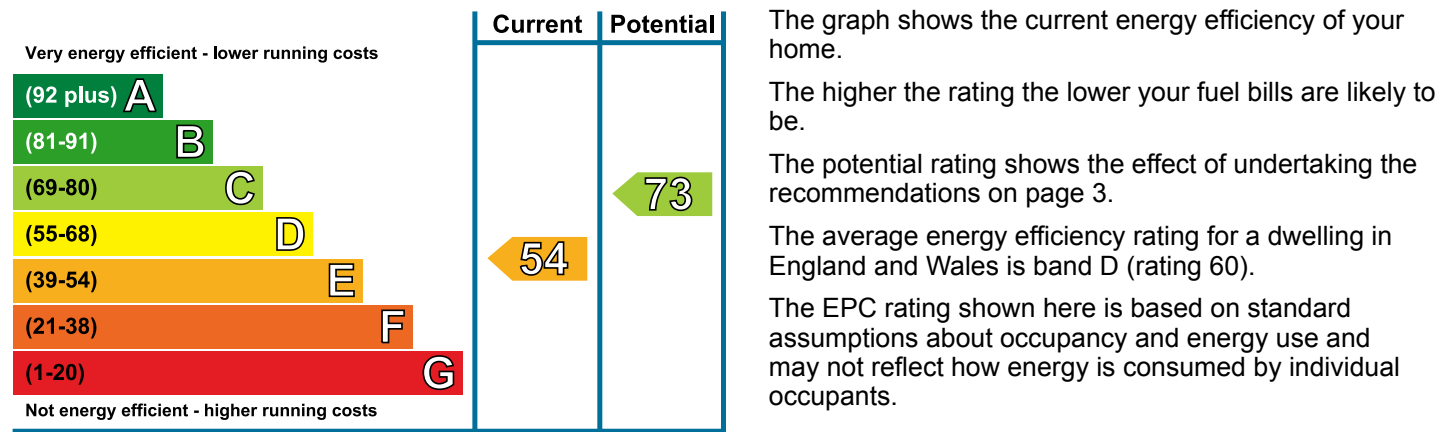 Current Potential
Very energy efficient - lower running costs
(92 plus) A
(81-91) B
(69-80) C
73
(55-68) D
54
(39-54) E
(21-38) F
(1-20) G
Not energy efficient - higher running costs
The graph shows the current energy efficiency of your
home.
The higher the rating the lower your fuel bills are likely to
be.
The potential rating shows the effect of undertaking the
recommendations on page 3.
The average energy efficiency rating for a dwelling in
England and Wales is band D (rating 60).
The EPC rating shown here is based on standard
assumptions about occupancy and energy use and
may not reflect how energy is consumed by individual
occupants.